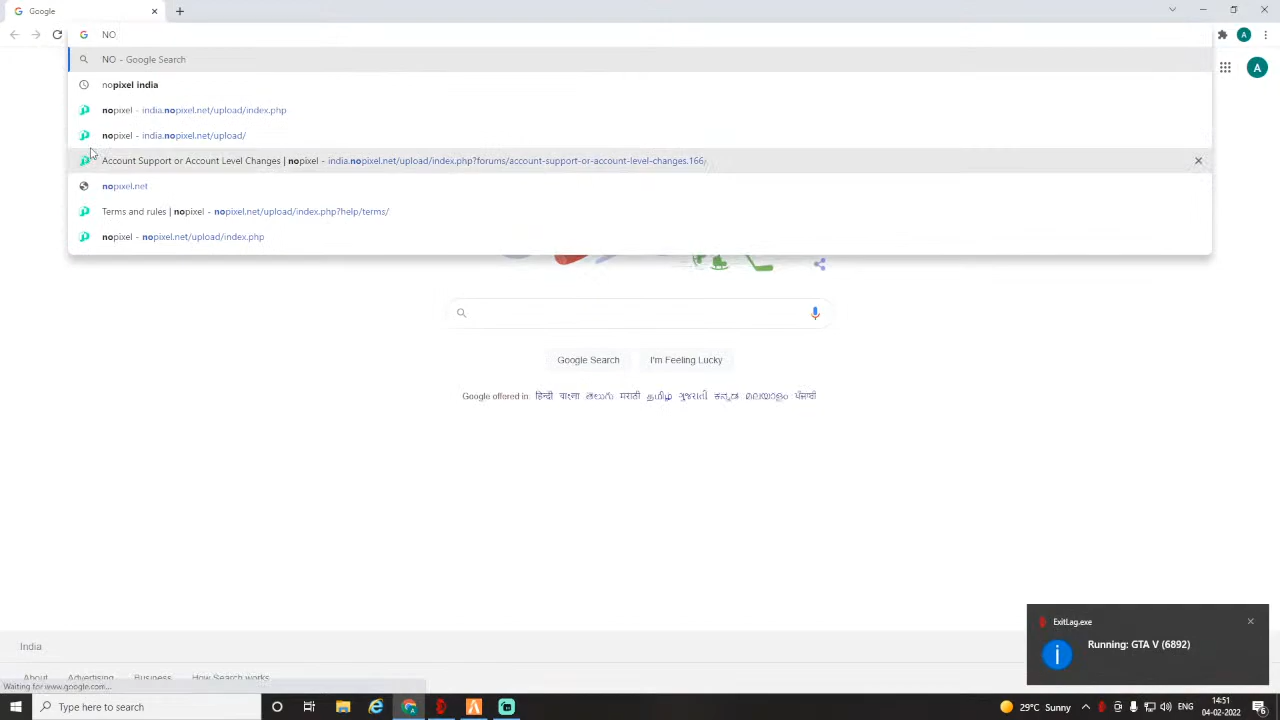 Google
NO
A
NO - Google Search
nopixel india
nopixel - india.nopixel.net/upload/index.php
nopixel - india.nopixel.net/upload/
Account Support or Account Level Changes | nopixel - india.nopixel.net/upload/index.php?forums/account-support-or-account-level-changes.166/
nopixel.net
Terms and rules | nopixel - nopixel.net/upload/index.php?help/terms/
nopixel - nopixel.net/upload/index.php
A
Google Search
I'm Feeling Lucky
Google offered in: हिन्दी বাংলা తెలుగు मराठी தமிழ் ગુજરાતી ಕನ್ನಡ മലയാളം ਪੰਜਾਬੀ
ExitLag.exe
Running: GTA V (6892)
India
About Advertising Business How Search works
Waiting for www.google.com...
Type here to search
29°C Sunny
14:51
04-02-2022
6